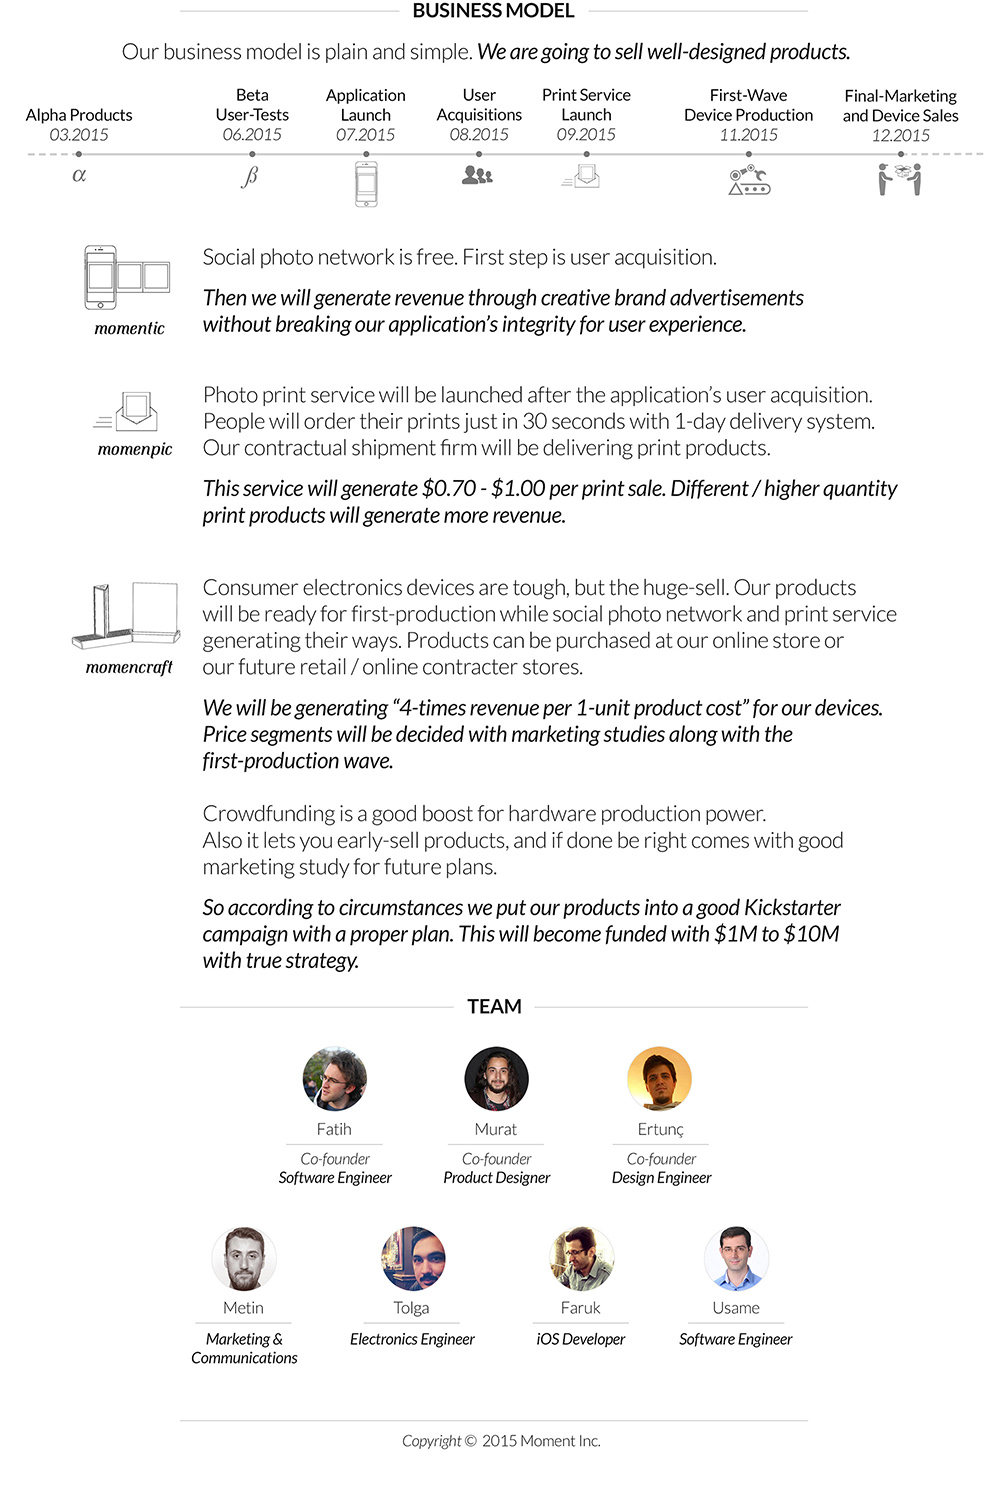 BUSINESS MODEL
Our business model is plain and simple. We are going to sell well-designed products.
Alpha Products
03.2015
Beta
User-Tests
06.2015
Application
Launch
07.2015
User
Acquisitions
08.2015
Print Service
Launch
09.2015
First-Wave
Device Production
11.2015
Final-Marketing
and Device Sales
12.2015
α
β
Social photo network is free. First step is user acquisition.
Then we will generate revenue through creative brand advertisements
without breaking our application's integrity for user experience.
momentic
Photo print service will be launched after the application's user acquisition.
People will order their prints just in 30 seconds with 1-day delivery system.
Our contractual shipment firm will be delivering print products.
momenpic
This service will generate $0.70 - $1.00 per print sale. Different / higher quantity
print products will generate more revenue.
Consumer electronics devices are tough, but the huge-sell. Our products
will be ready for first-production while social photo network and print service
generating their ways. Products can be purchased at our online store or
our future retail / online contracter stores.
momencraft
We will be generating “4-times revenue per 1-unit product cost” for our devices.
Price segments will be decided with marketing studies along with the
first-production wave.
Crowdfunding is a good boost for hardware production power.
Also it lets you early-sell products, and if done be right comes with good
marketing study for future plans.
So according to circumstances we put our products into a good Kickstarter
campaign with a proper plan. This will become funded with $1M to $10M
with true strategy.
TEAM
Fatih
Co-founder
Software Engineer
Murat
Co-founder
Product Designer
Ertunç
Co-founder
Design Engineer
Metin
Marketing &
Communications
Tolga
Electronics Engineer
Faruk
iOS Developer
Usame
Software Engineer
Copyright © 2015 Moment Inc.